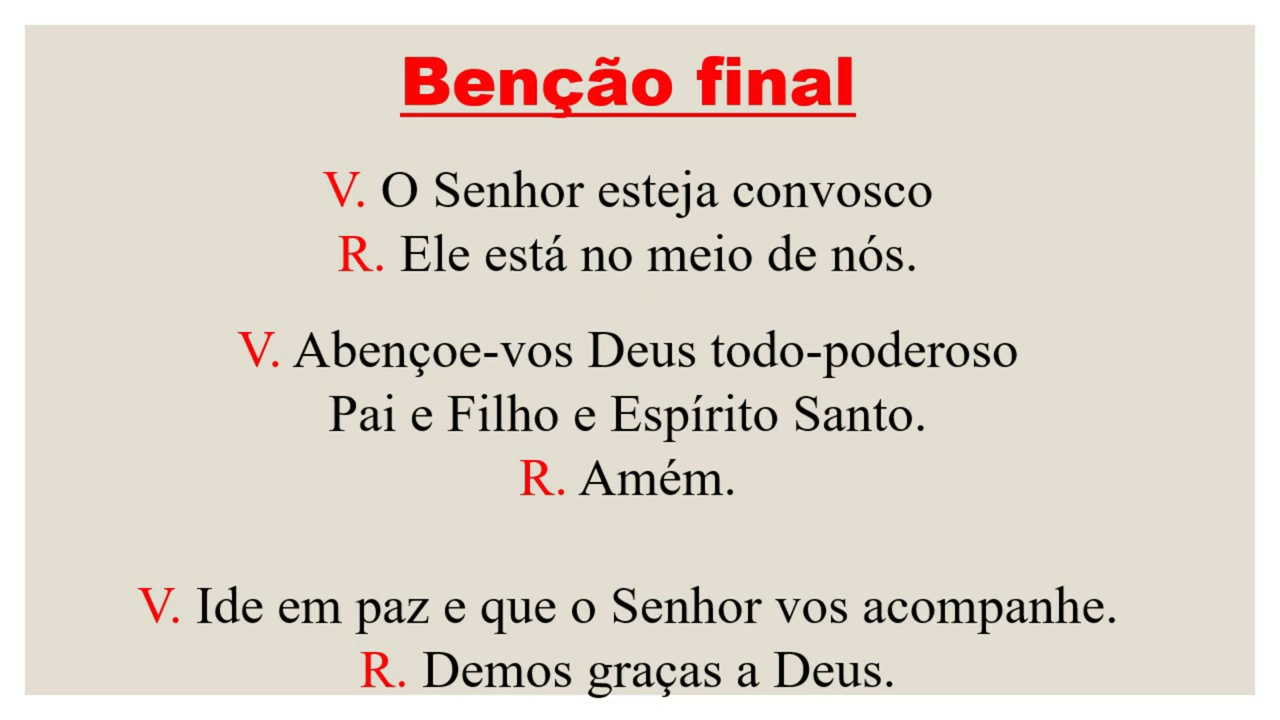 Benção final
V. O Senhor esteja convosco
R. Ele está no meio de nós.
V. Abençoe-vos Deus todo-poderoso
Pai e Filho e Espírito Santo.
R. Amém.
V. Ide em paz e que o Senhor vos acompanhe.
R. Demos graças a Deus.